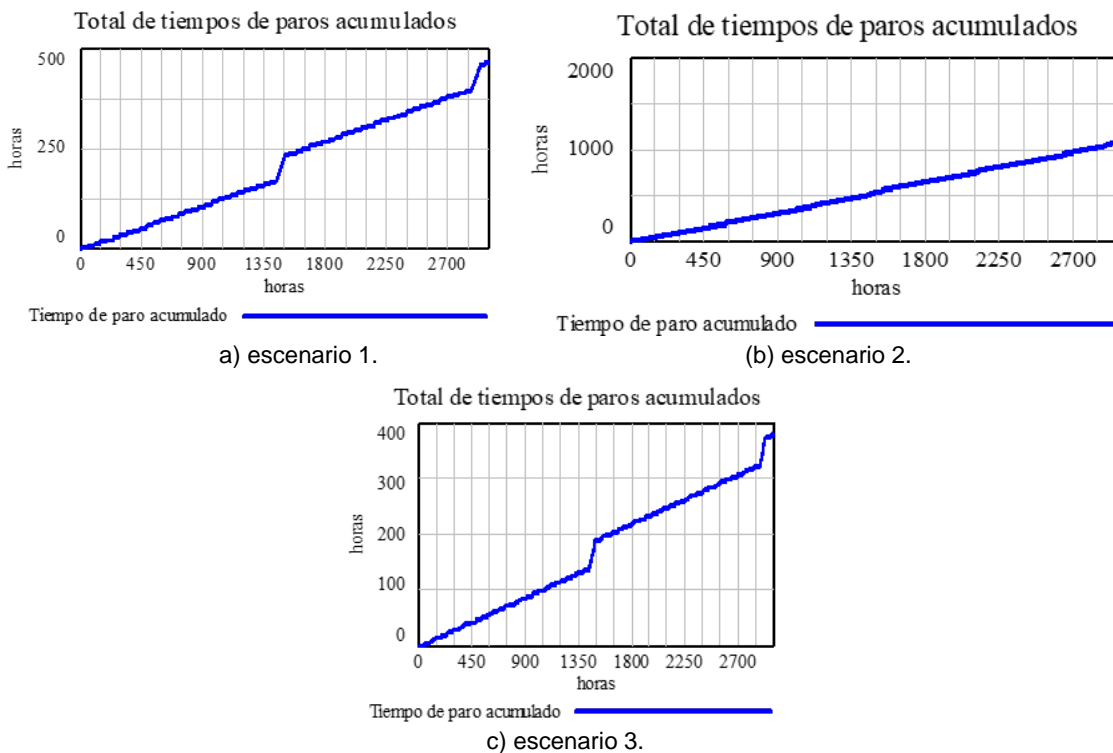 Total de tiempos de paros acumulados
500
250
0
horas
0 450 900 1350 1800 2250 2700
horas
Tiempo de paro acumulado
a) escenario 1.
Total de tiempos de paros acumulados
2000
1000
0
horas
0 450 900 1350 1800 2250 2700
horas
Tiempo de paro acumulado
(b) escenario 2.
Total de tiempos de paros acumulados
400
300
200
100
0
horas
0 450 900 1350 1800 2250 2700
horas
Tiempo de paro acumulado
c) escenario 3.